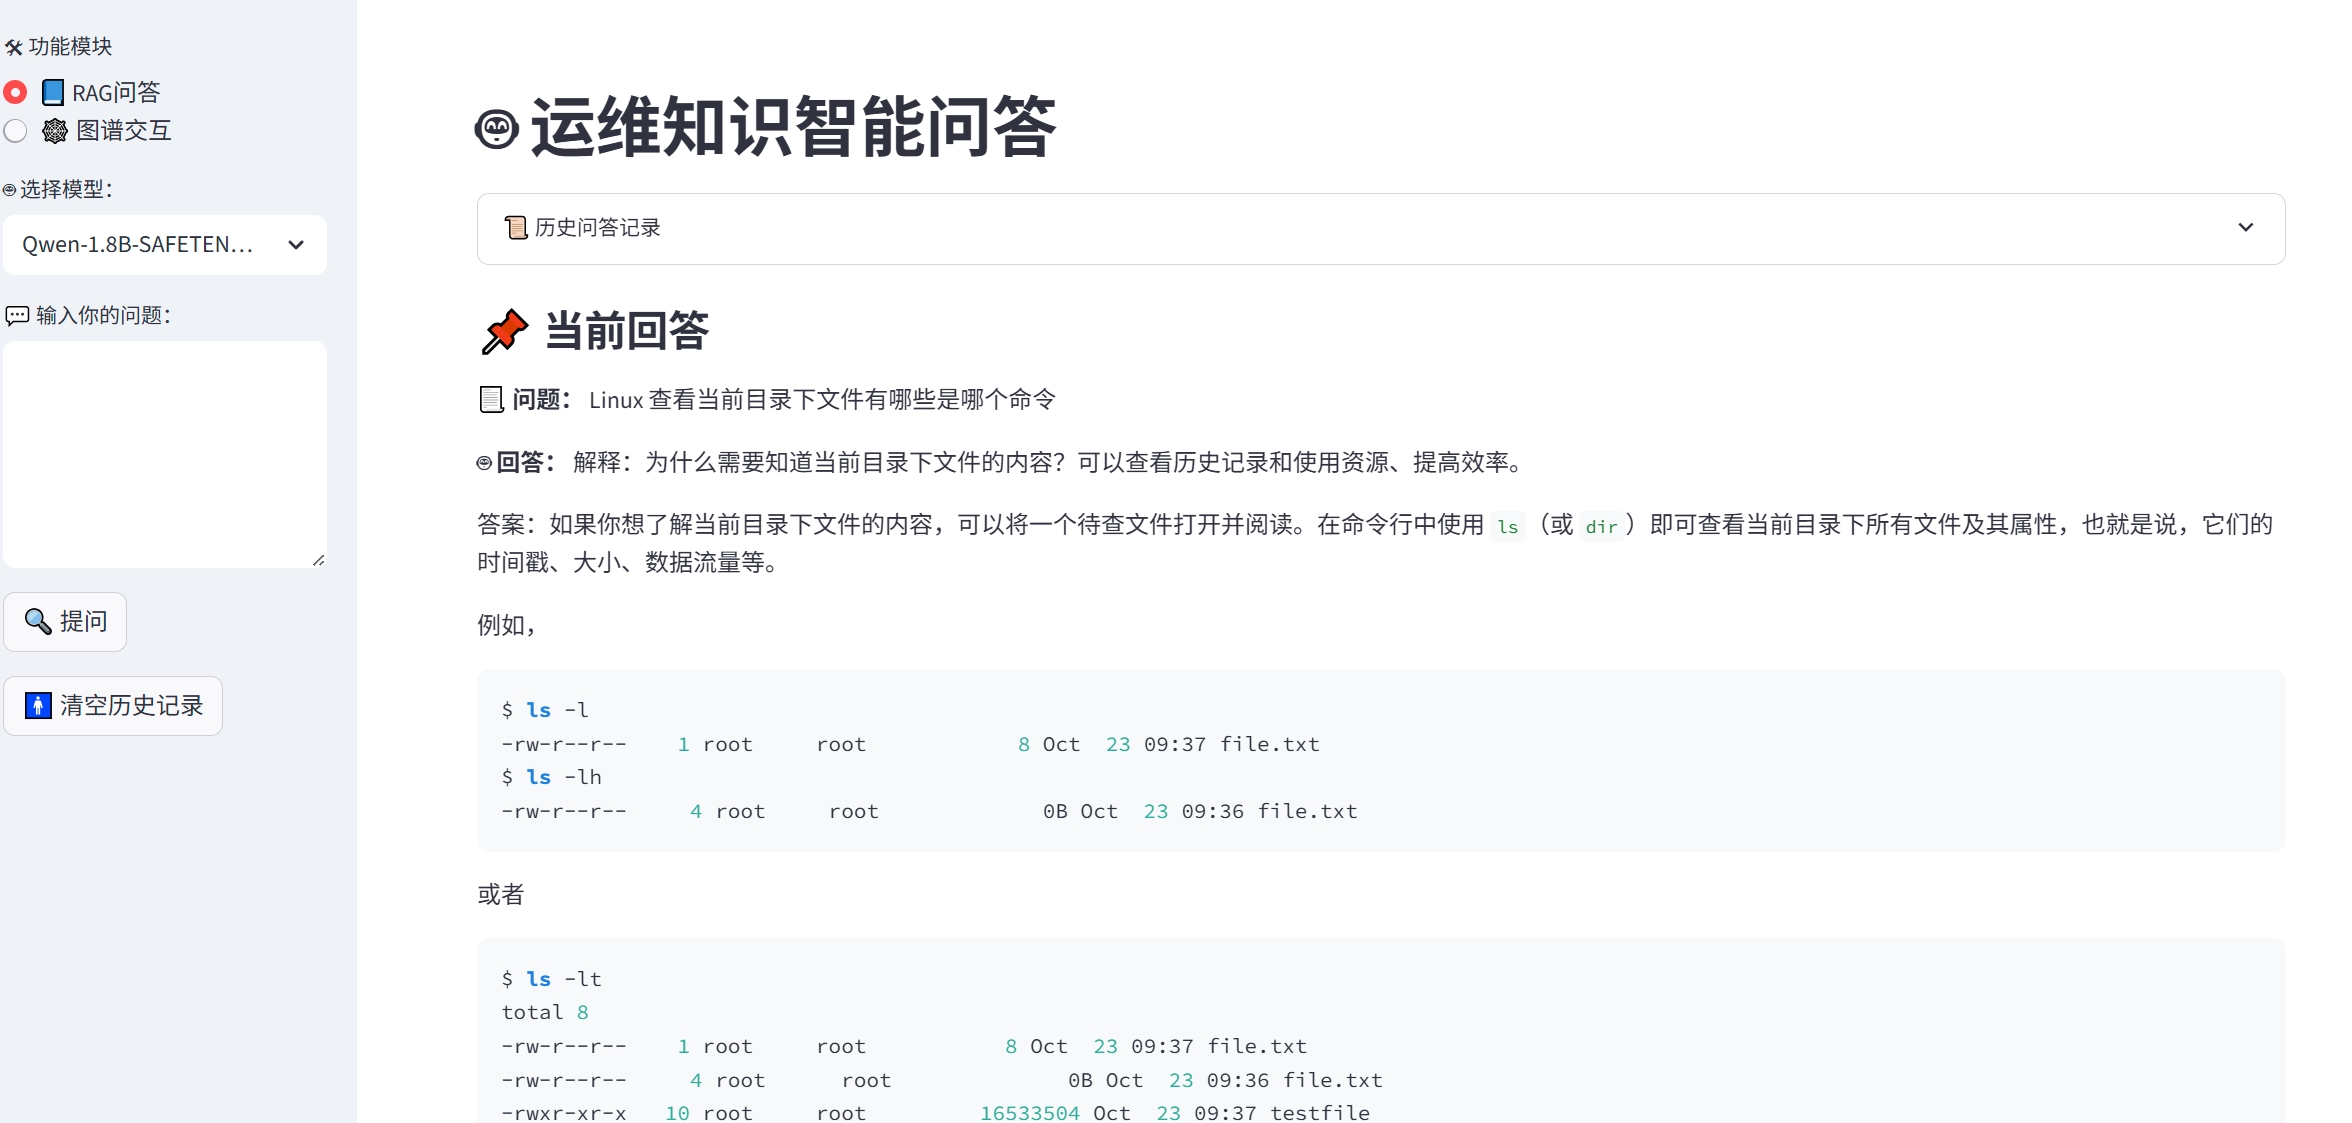 功能模块
RAG问答
图谱交互
选择模型：
Qwen-1.8B-SAFETEN...
输入你的问题：
提问
清空历史记录
运维知识智能问答
历史问答记录
当前回答
问题： Linux 查看当前目录下文件有哪些是哪个命令
回答： 解释：为什么需要知道当前目录下文件的内容？可以查看历史记录和使用资源、提高效率。
答案：如果你想了解当前目录下文件的内容，可以将一个待查文件打开并阅读。在命令行中使用 ls （或 dir ）即可查看当前目录下所有文件及其属性，也就是说，它们的
时间戳、大小、数据流量等。
例如，
$ ls -l
-rw-r--r--    1 root     root            8 Oct  23 09:37 file.txt
$ ls -lh
-rw-r--r--     4 root     root             0B Oct  23 09:36 file.txt
或者
$ ls -lt
total 8
-rw-r--r--    1 root     root           8 Oct  23 09:37 file.txt
-rw-r--r--     4 root      root              0B Oct  23 09:36 file.txt
-rwxr-xr-x   10 root     root         16533504 Oct  23 09:37 testfile